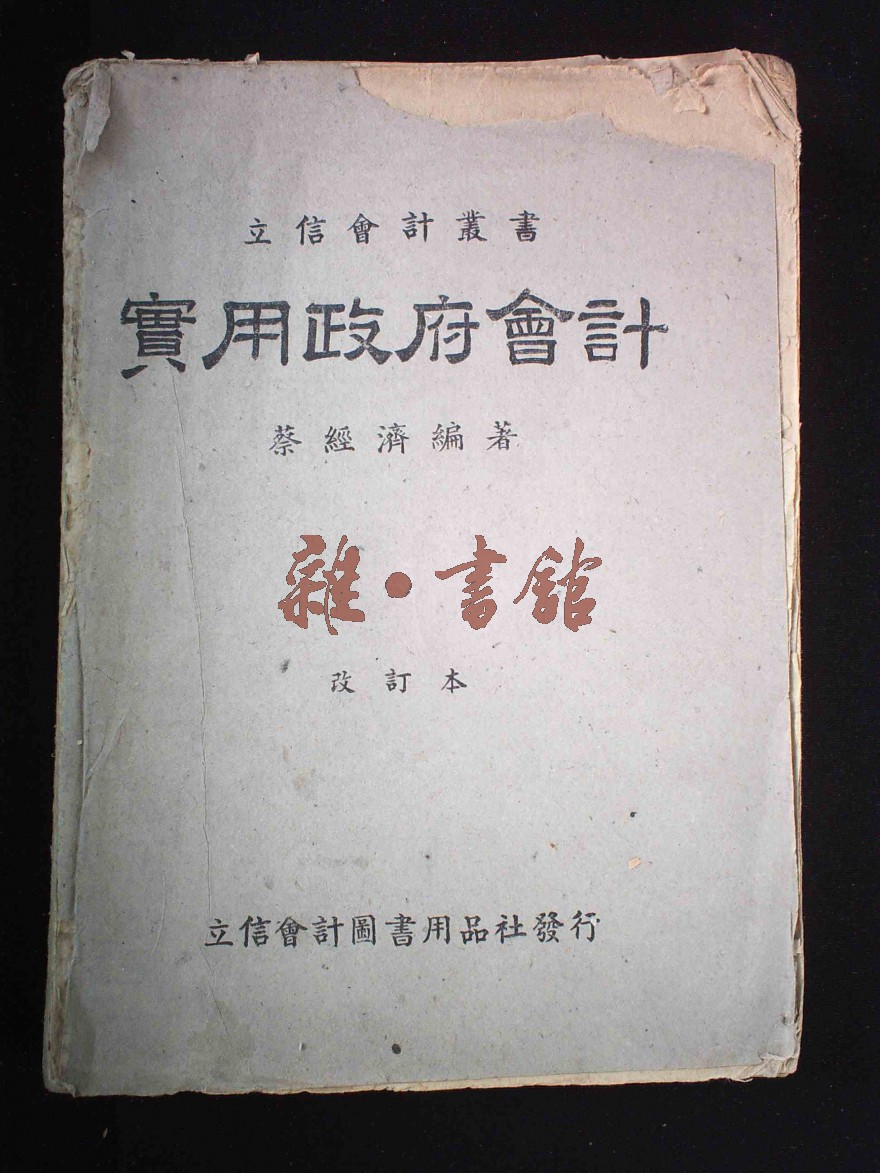 立信會計叢書
實用政府會計
蔡經濟編著
雜·書館
改訂本
立信會計圖書用品社發行